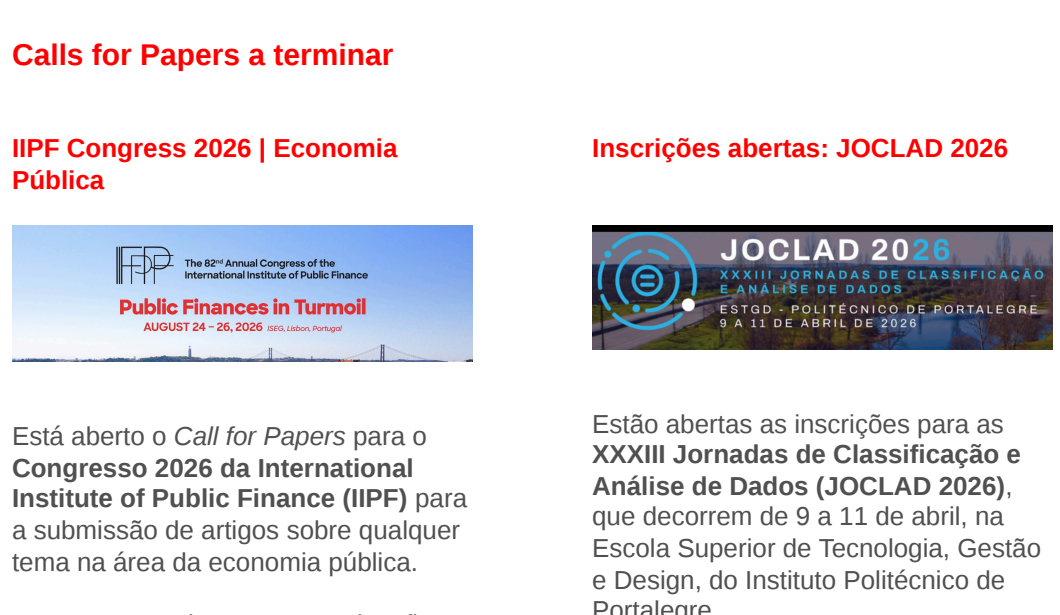 Calls for Papers a terminar
IIPF Congress 2026 | Economia
Pública
The 82nd Annual Congress of the
International Institute of Public Finance
Public Finances in Turmoil
AUGUST 24 – 26, 2026 ISEG, Lisbon, Portugal
Está aberto o Call for Papers para o
Congresso 2026 da International
Institute of Public Finance (IIPF) para
a submissão de artigos sobre qualquer
tema na área da economia pública.
Inscrições abertas: JOCLAD 2026
JOCLAD 2026
XXXIII JORNADAS DE CLASSIFICAÇÃO
E ANÁLISE DE DADOS
ESTGD - POLITÉCNICO DE PORTALEGRE
9 A 11 DE ABRIL DE 2026
Estão abertas as inscrições para as
XXXIII Jornadas de Classificação e
Análise de Dados (JOCLAD 2026),
que decorrem de 9 a 11 de abril, na
Escola Superior de Tecnologia, Gestão
e Design, do Instituto Politécnico de
Portalegre